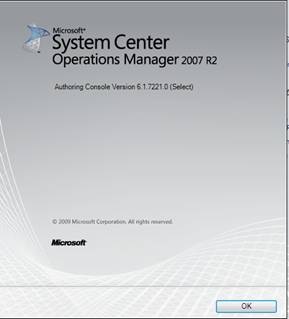 Microsoft®
System Center
Operations Manager 2007 R2
Authoring Console Version 6.1.7221.0 (Select)
© 2009 Microsoft Corporation. All rights reserved.
Microsoft
OK